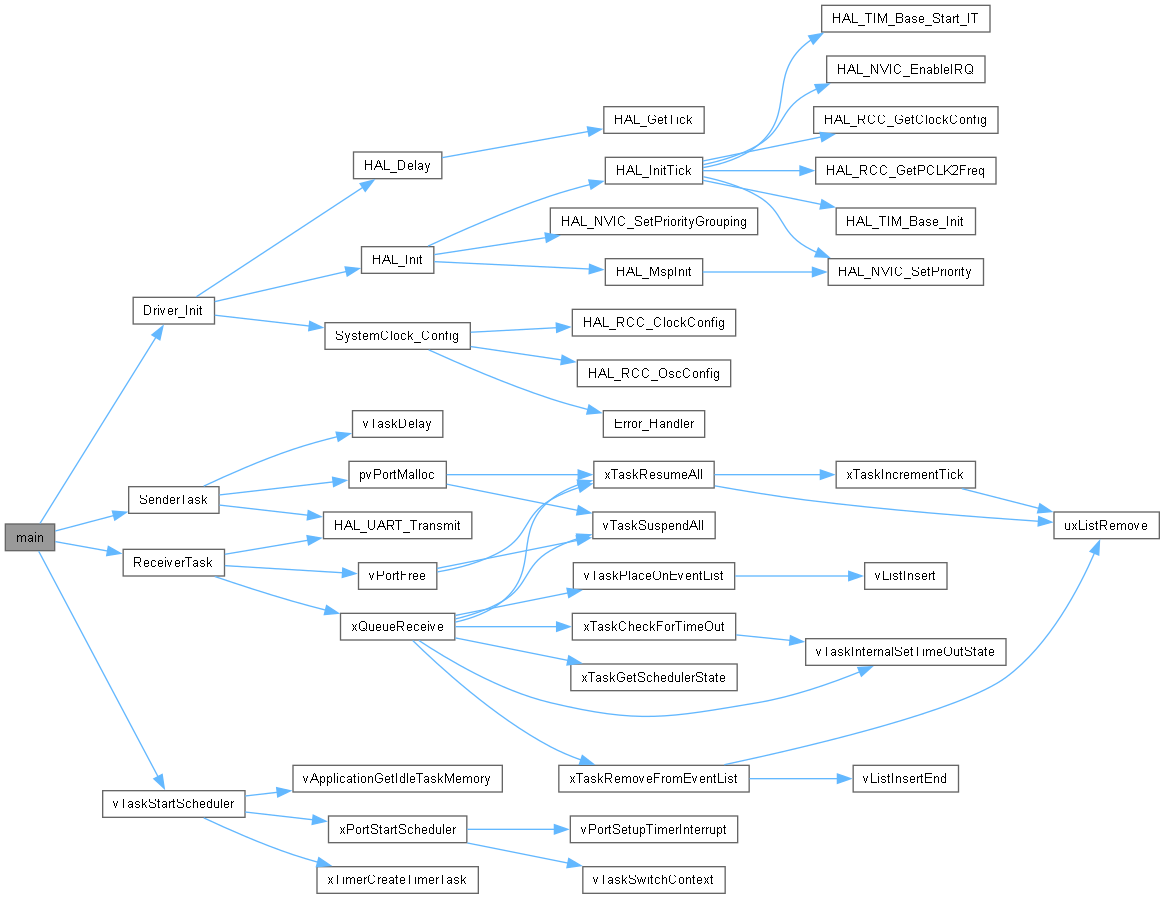 HAL_TIM_Base_Start_IT
HAL_NVIC_EnableIRQ
HAL_GetTick
HAL_RCC_GetClockConfig
HAL_Delay
HAL_InitTick
HAL_RCC_GetPCLK2Freq
HAL_NVIC_SetPriorityGrouping
HAL_TIM_Base_Init
HAL_Init
HAL_MspInit
HAL_NVIC_SetPriority
Driver_Init
SystemClock_Config
HAL_RCC_ClockConfig
HAL_RCC_OscConfig
Error_Handler
vTaskDelay
pvPortMalloc
xTaskResumeAll
xTaskIncrementTick
SenderTask
HAL_UART_Transmit
vTaskSuspendAll
uxListRemove
main
ReceiverTask
vPortFree
vTaskPlaceOnEventList
vListInsert
xQueueReceive
xTaskCheckForTimeOut
vTaskInternalSetTimeOutState
xTaskGetSchedulerState
vApplicationGetIdleTaskMemory
xTaskRemoveFromEventList
vListInsertEnd
vTaskStartScheduler
xPortStartScheduler
vPortSetupTimerInterrupt
xTimerCreateTimerTask
vTaskSwitchContext